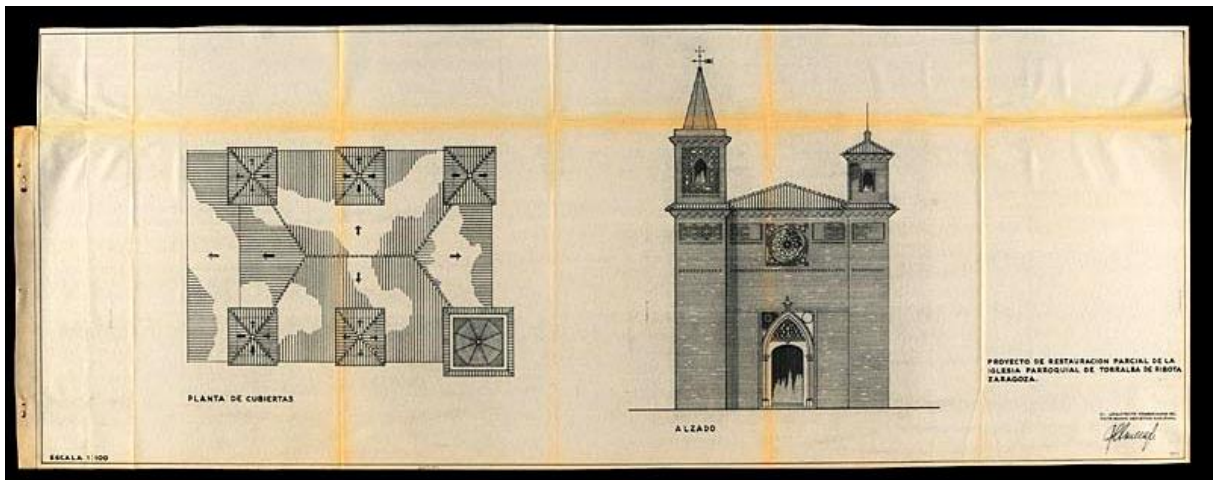 PLANTA DE CUBIERTAS
ALZADO
PROYECTO DE RESTAURACION PARCIAL DE LA
IGLESIA PARROQUIAL DE TORRALBA DE RIBOTA
ZARAGOZA.
ESCALA 1:100